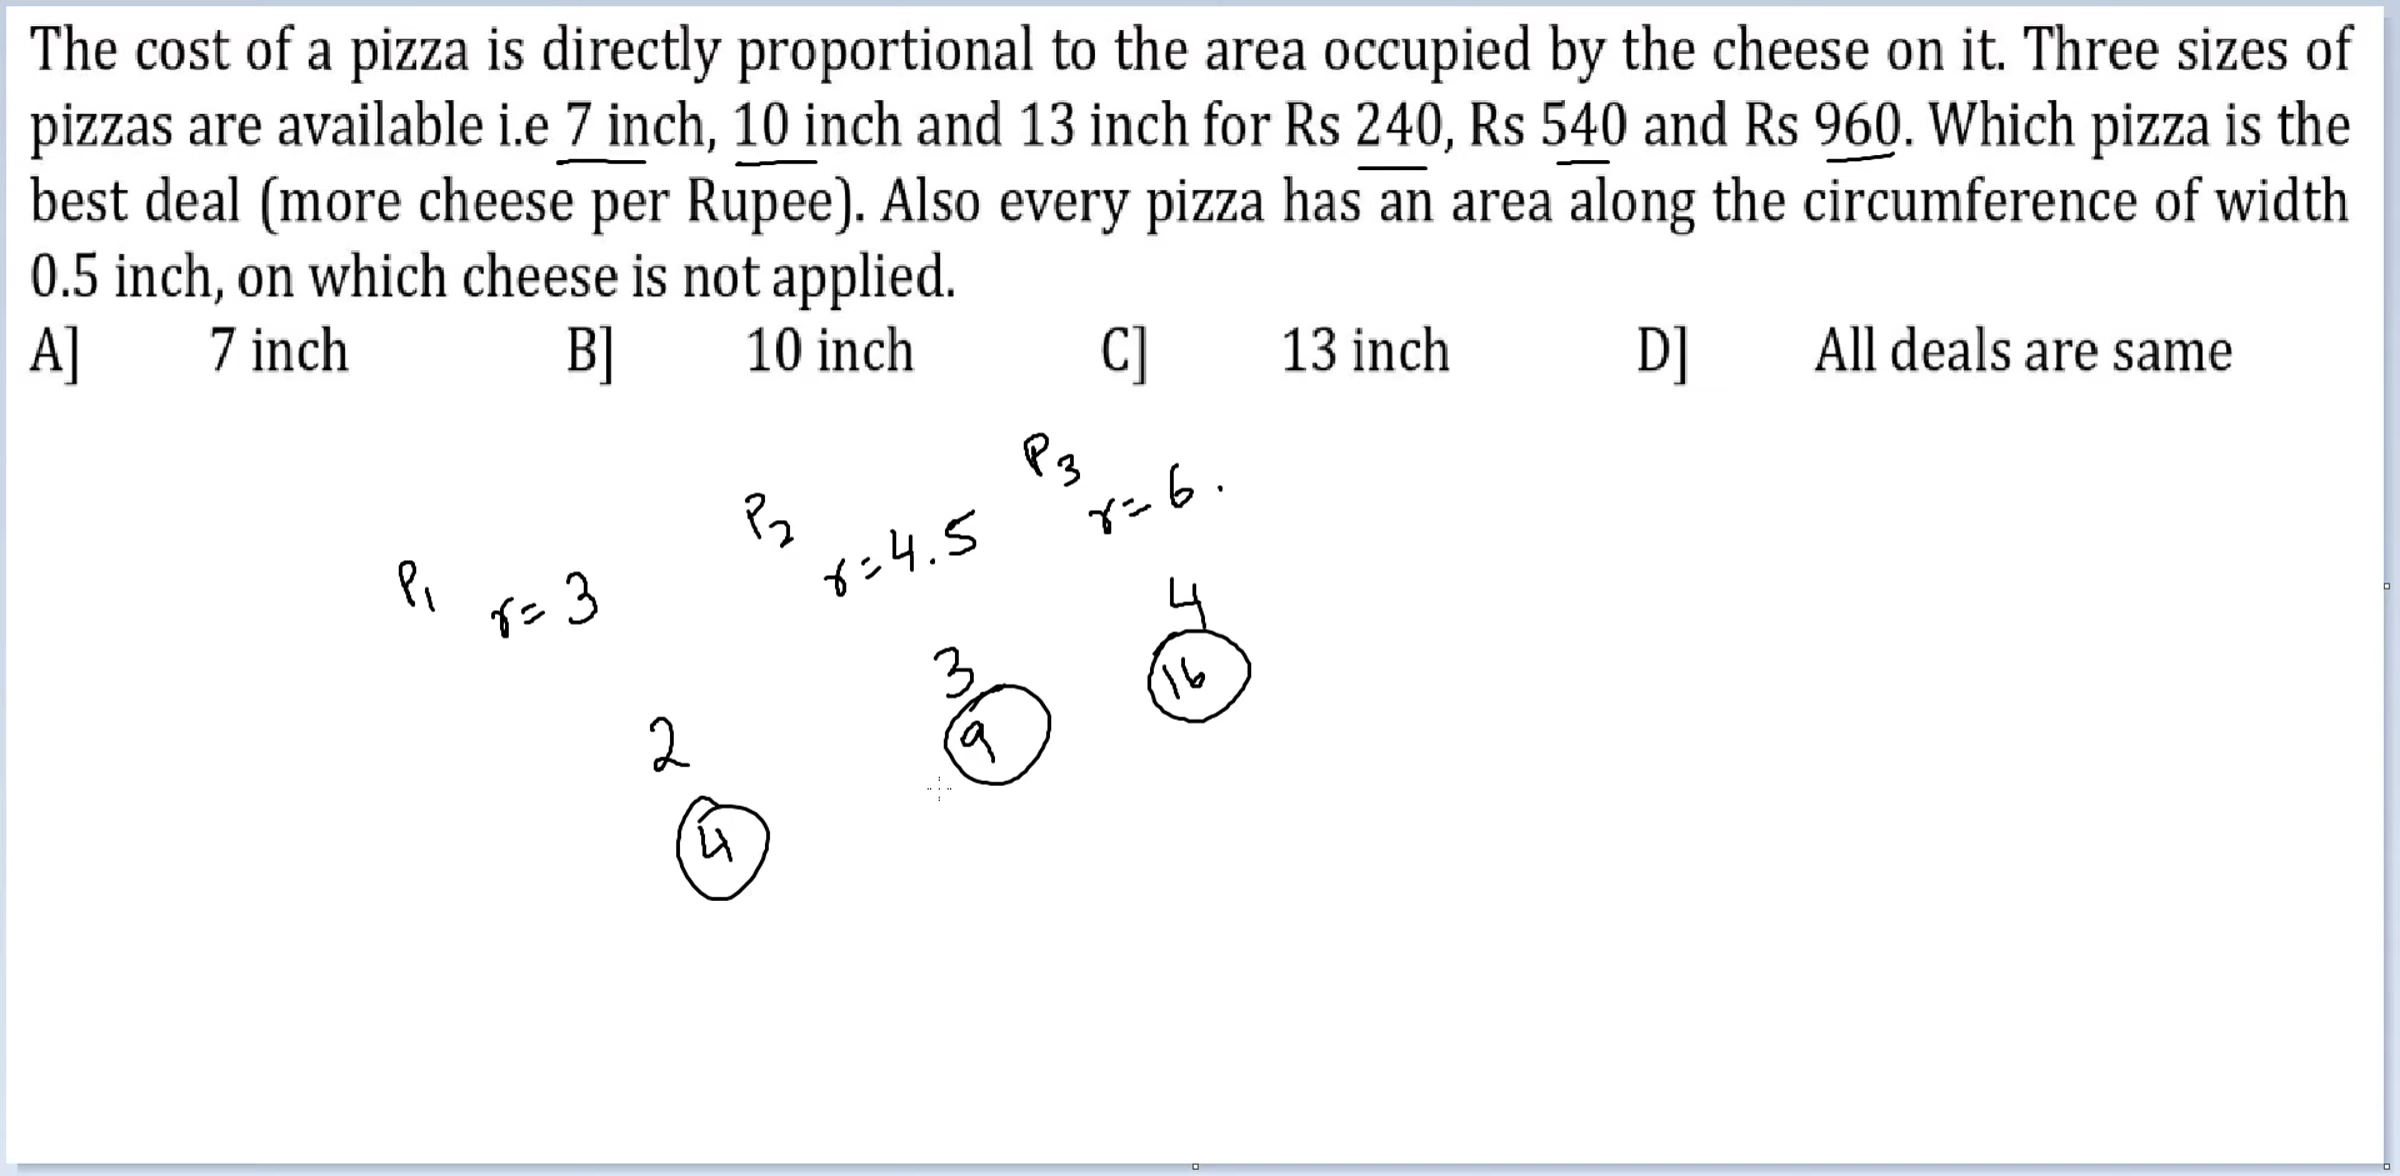 The cost of a pizza is directly proportional to the area occupied by the cheese on it. Three sizes of
pizzas are available i.e 7 inch, 10 inch and 13 inch for Rs 240, Rs 540 and Rs 960. Which pizza is the
best deal (more cheese per Rupee). Also every pizza has an area along the circumference of width
0.5 inch, on which cheese is not applied.
A] 7 inch B] 10 inch C] 13 inch D] All deals are same
P1 r=3
P2 r=4.5
P3 r=6.
2
4
3
9
4
16